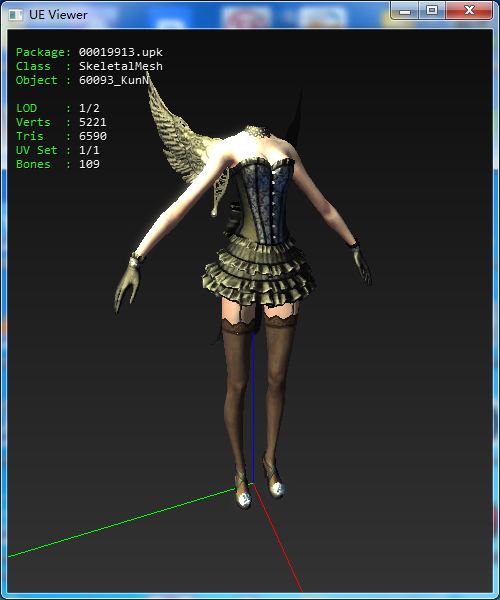 UE Viewer
Package: 00019913.upk
Class  : SkeletalMesh
Object : 60093_KunN
LOD    : 1/2
Verts  : 5221
Tris   : 6590
UV Set : 1/1
Bones  : 109